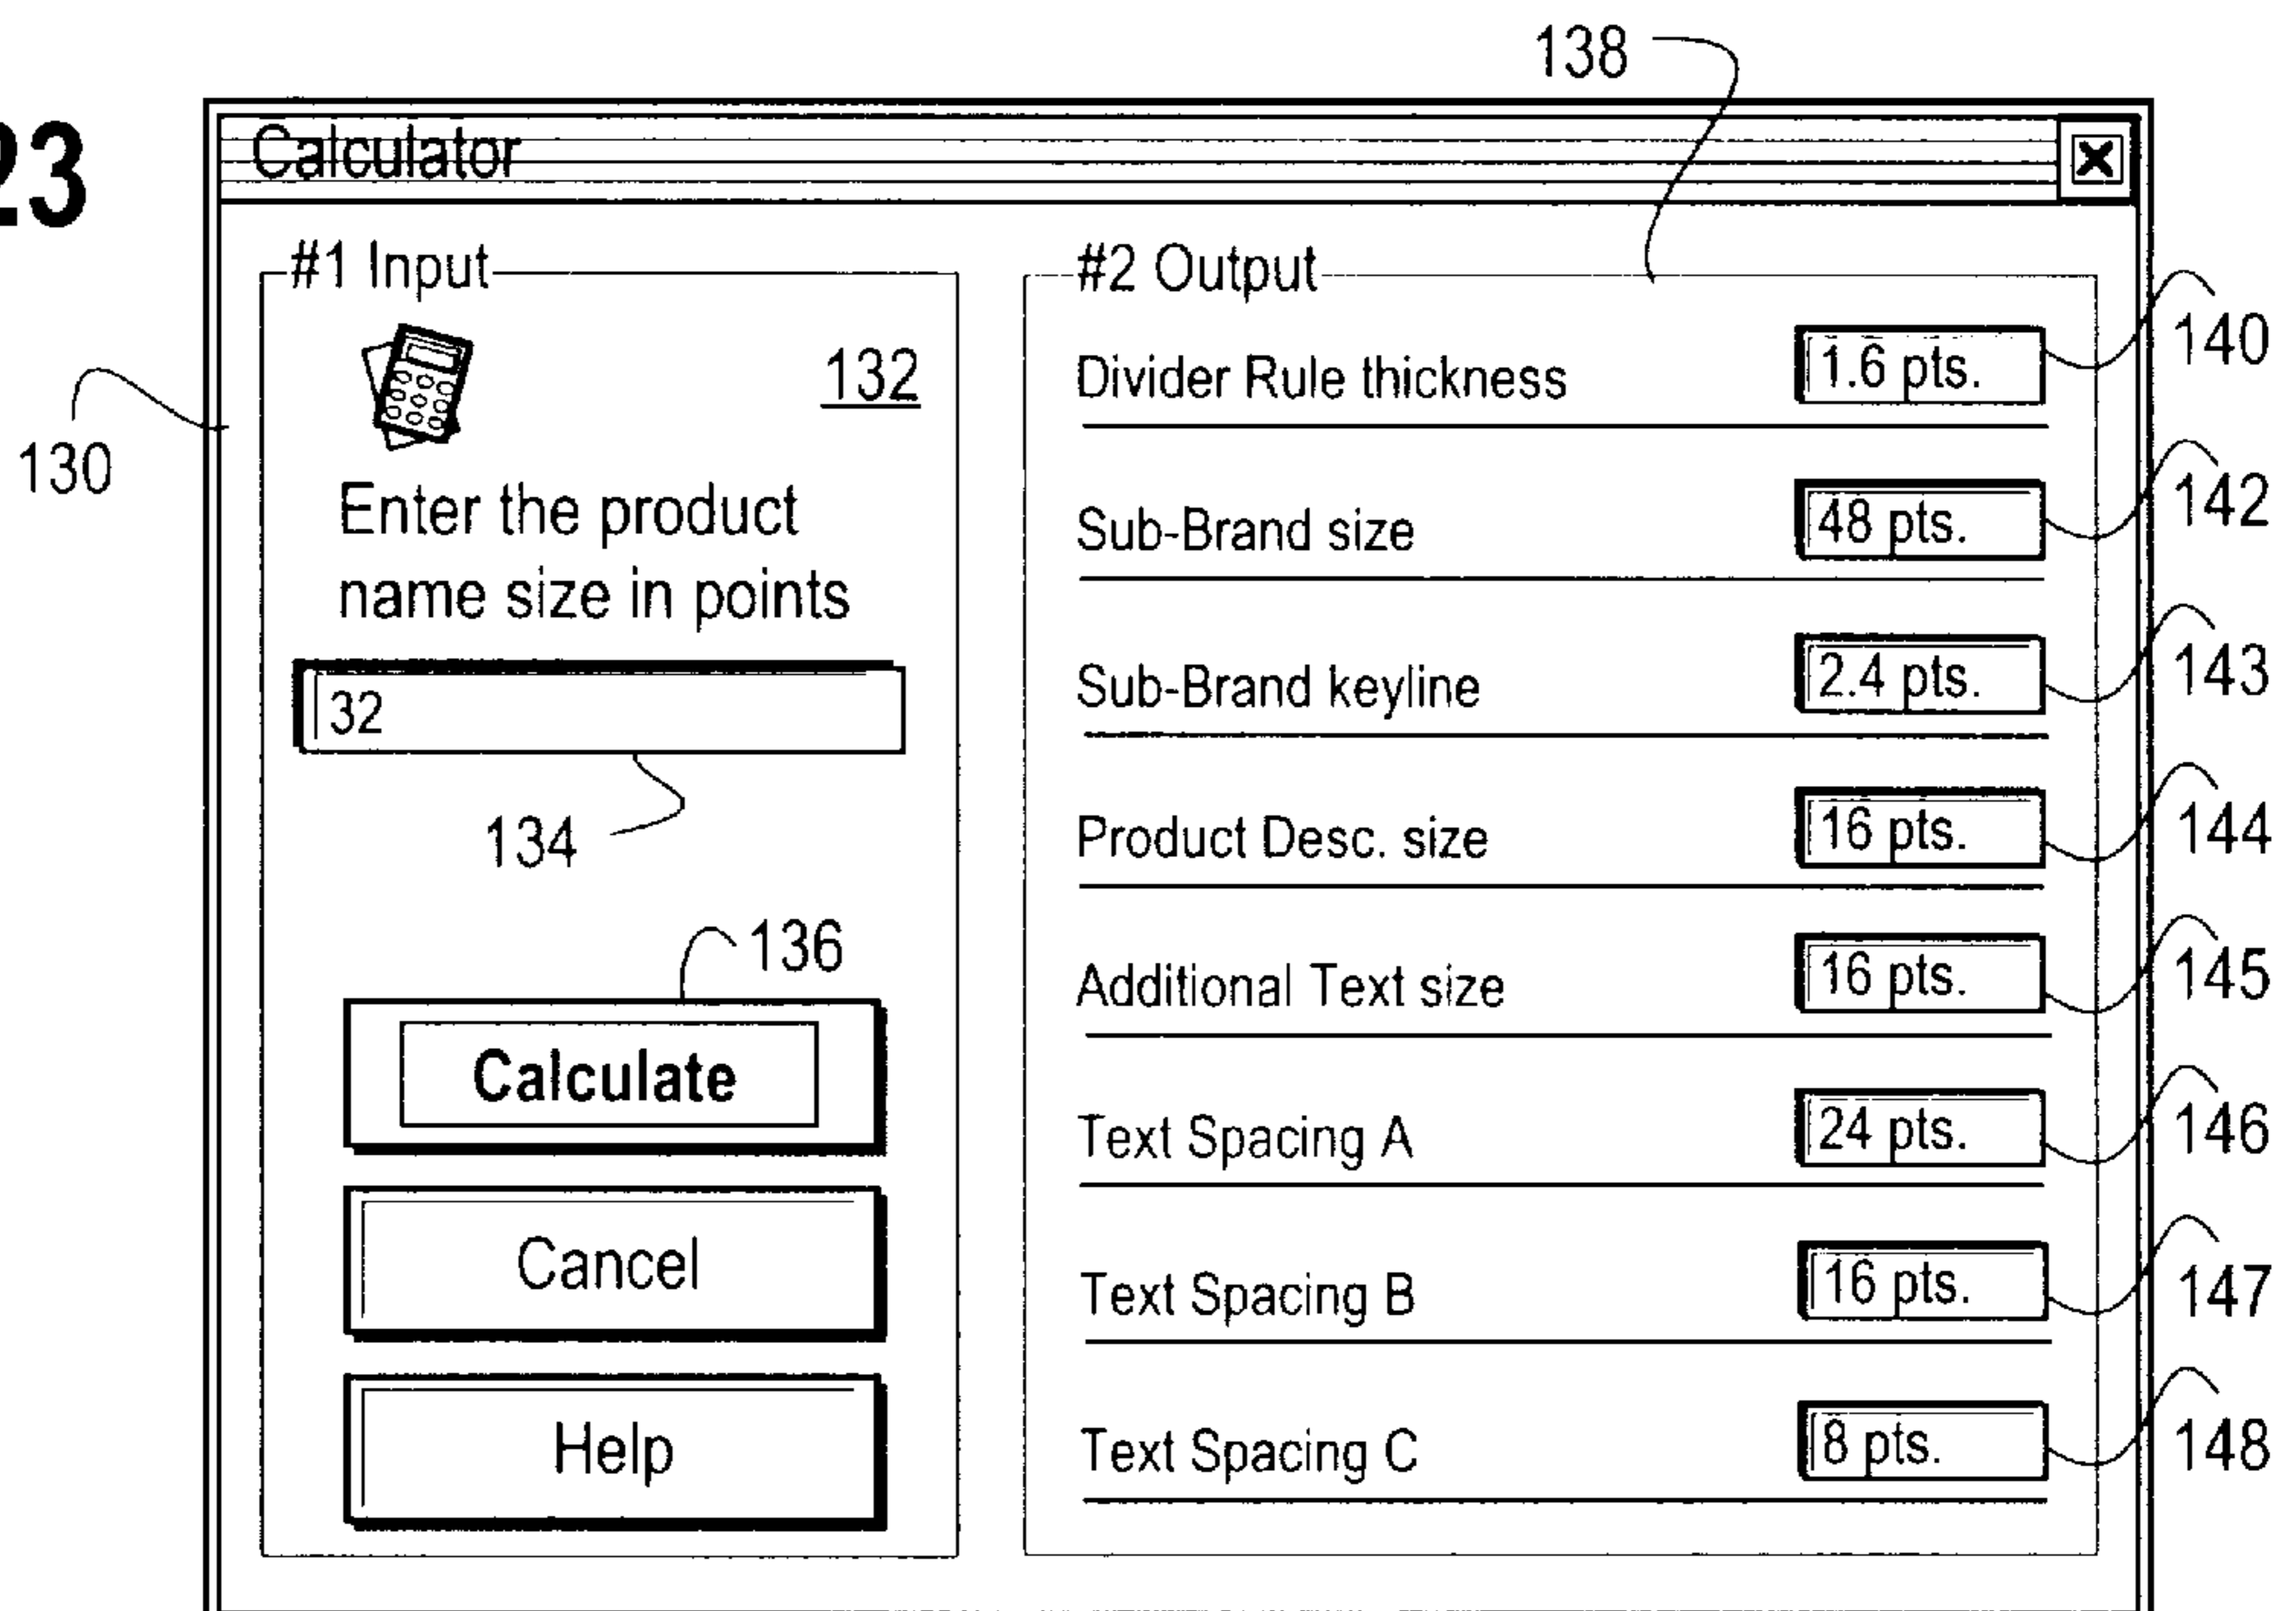 23
138
Calculator
#1 Input
132
Enter the product
name size in points
32
134
136
Calculate
Cancel
Help
130
#2 Output
Divider Rule thickness 1.6 pts. 140
Sub-Brand size 48 pts. 142
Sub-Brand keyline 2.4 pts. 143
Product Desc. size 16 pts. 144
Additional Text size 16 pts. 145
Text Spacing A 24 pts. 146
Text Spacing B 16 pts. 147
Text Spacing C 8 pts. 148